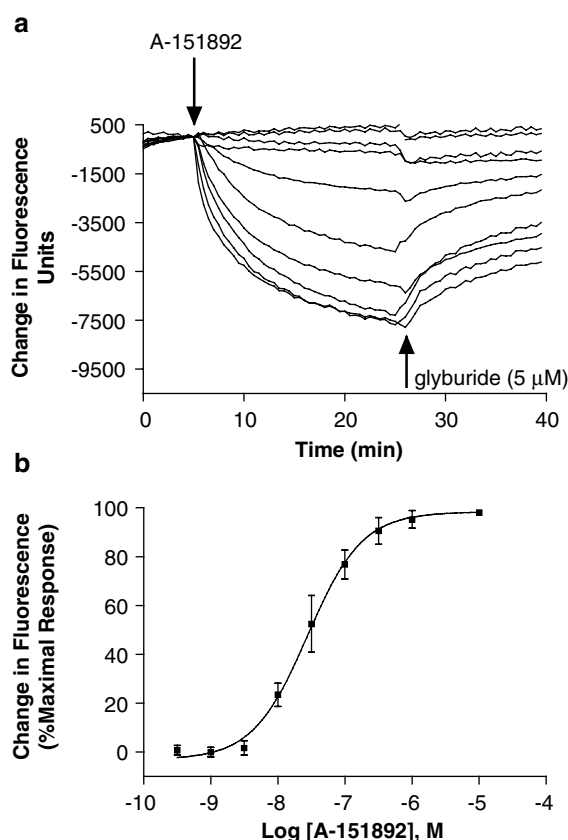 a
A-151892
500
-1500
-3500
-5500
-7500
-9500
Change in Fluorescence
Units
glyburide (5 μM)
0 10 20 30 40
Time (min)
b
100
80
60
40
20
0
Change in Fluorescence
(%Maximal Response)
-10 -9 -8 -7 -6 -5 -4
Log [A-151892], M